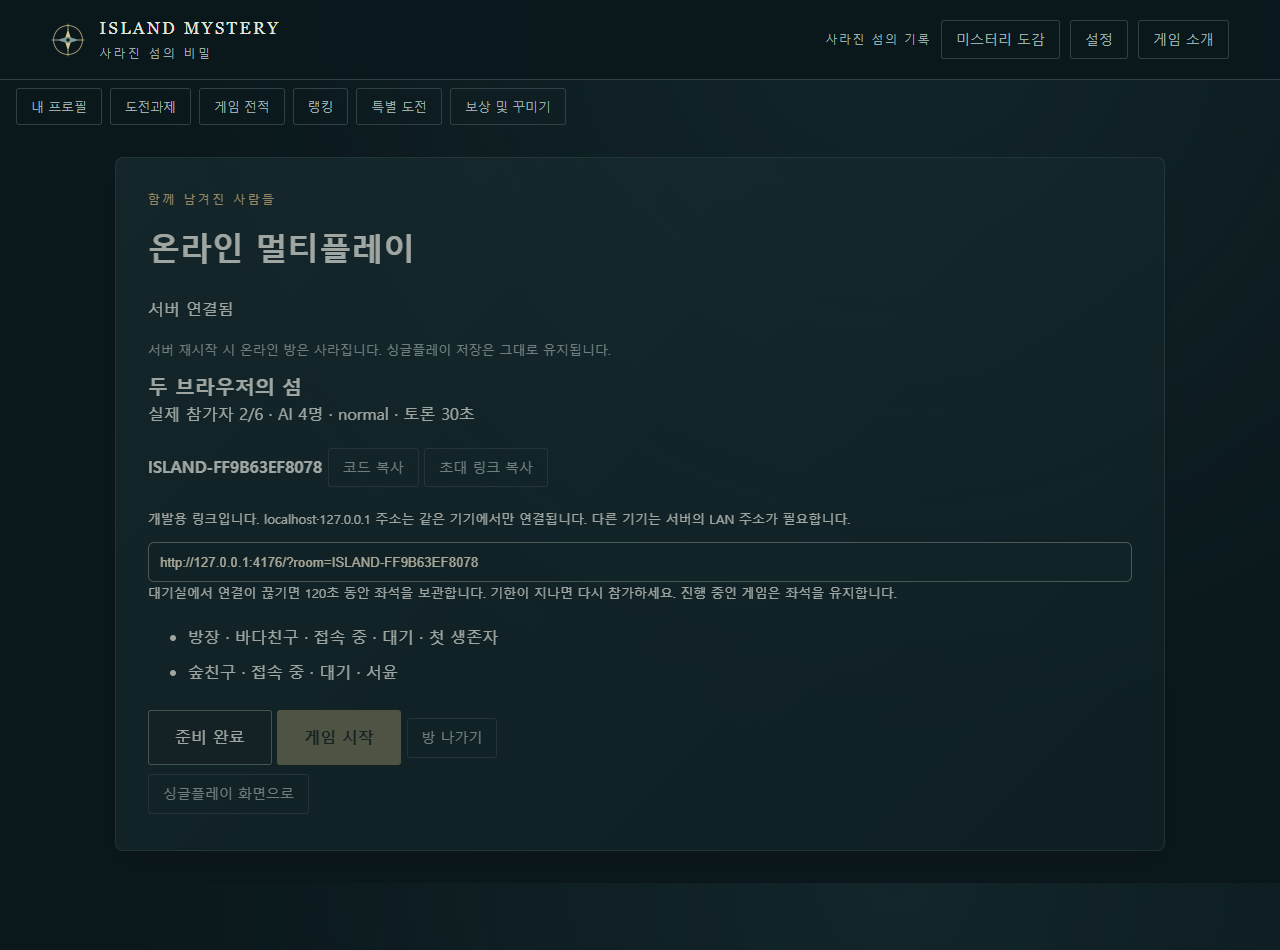 ISLAND MYSTERY
사라진 섬의 비밀
사라진 섬의 기록
미스터리 도감
설정
게임 소개
내 프로필
도전과제
게임 전적
랭킹
특별 도전
보상 및 꾸미기
함께 남겨진 사람들
온라인 멀티플레이
서버 연결됨
서버 재시작 시 온라인 방은 사라집니다. 싱글플레이 저장은 그대로 유지됩니다.
두 브라우저의 섬
실제 참가자 2/6 · AI 4명 · normal · 토론 30초
ISLAND-FF9B63EF8078
코드 복사
초대 링크 복사
개발용 링크입니다. localhost·127.0.0.1 주소는 같은 기기에서만 연결됩니다. 다른 기기는 서버의 LAN 주소가 필요합니다.
http://127.0.0.1:4176/?room=ISLAND-FF9B63EF8078
대기실에서 연결이 끊기면 120초 동안 좌석을 보관합니다. 기한이 지나면 다시 참가하세요. 진행 중인 게임은 좌석을 유지합니다.
• 방장 · 바다친구 · 접속 중 · 대기 · 첫 생존자
• 숲친구 · 접속 중 · 대기 · 서윤
준비 완료
게임 시작
방 나가기
싱글플레이 화면으로